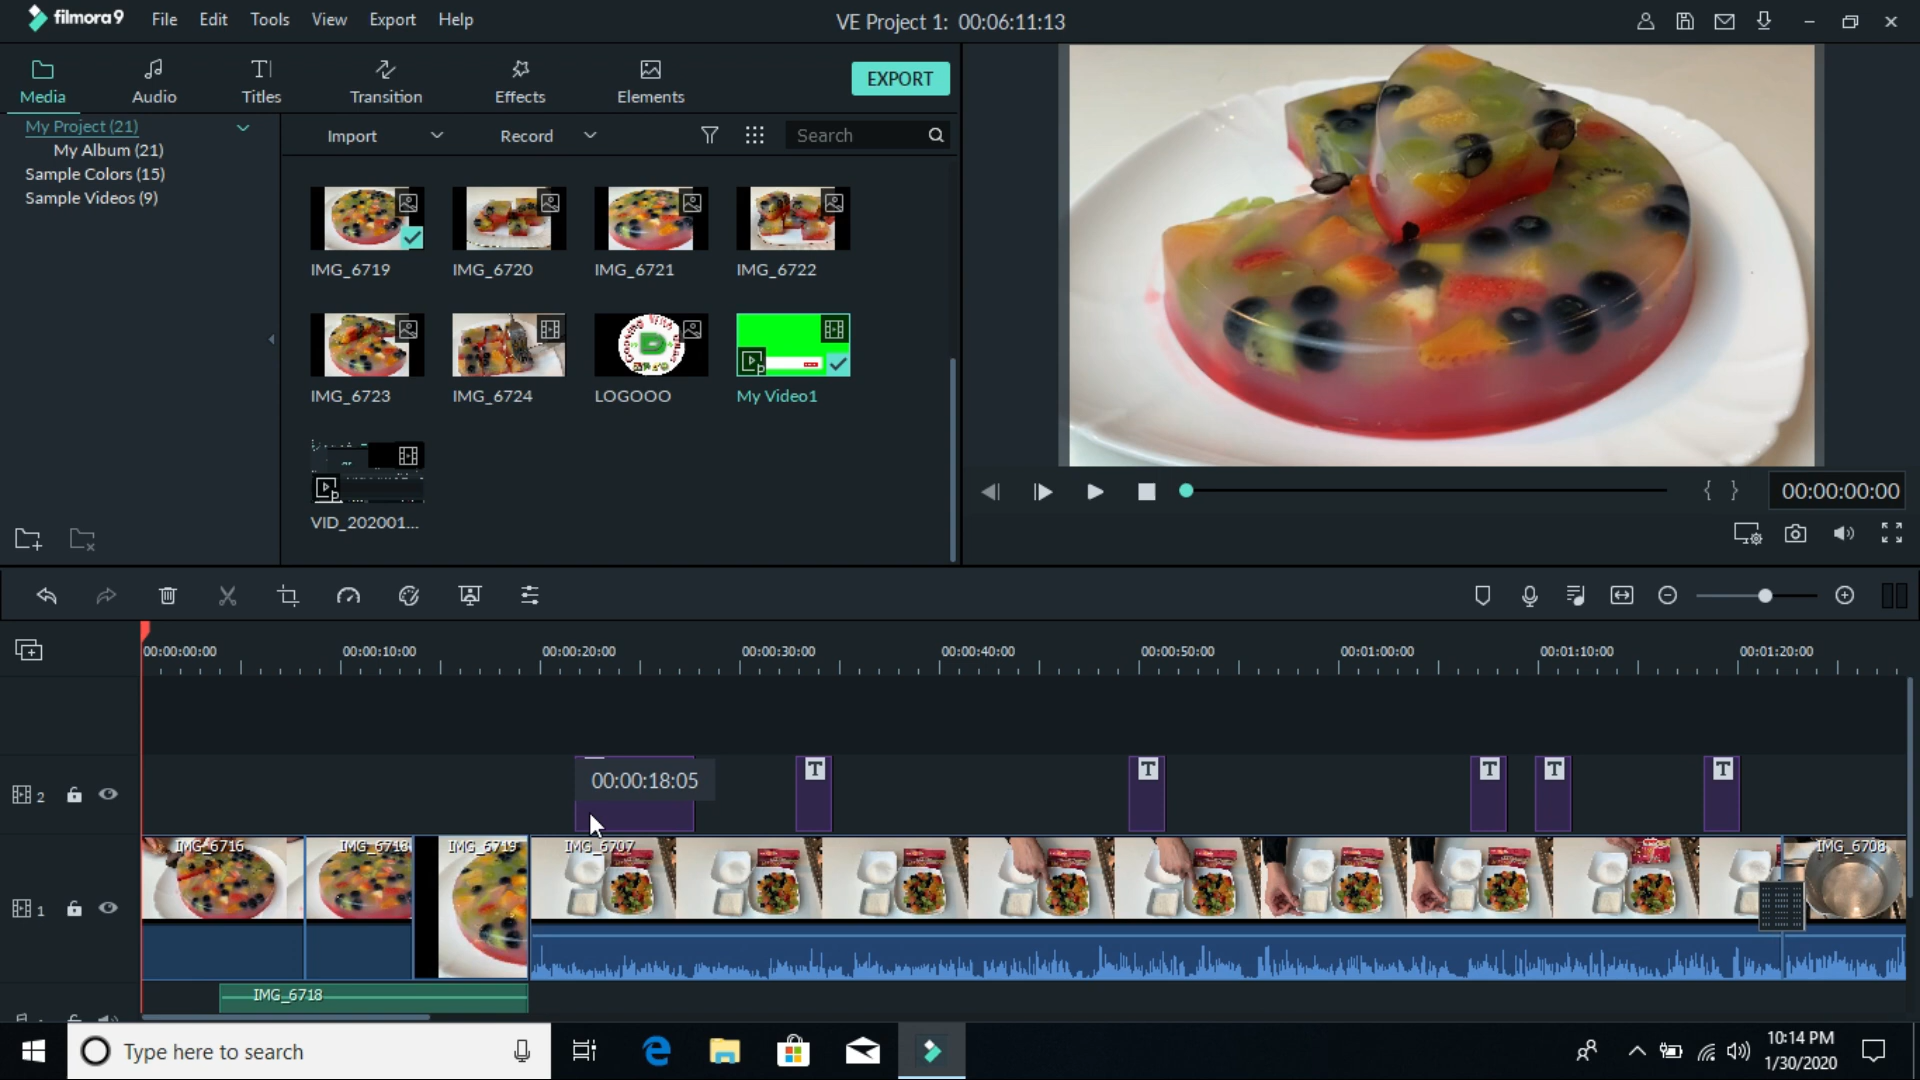 filmora9 File Edit Tools View Export Help VE Project 1: 00:06:11:13
Media Audio Titles Transition Effects Elements EXPORT
My Project (21)
My Album (21)
Sample Colors (15)
Sample Videos (9)
Import Record Search
IMG_6719 IMG_6720 IMG_6721 IMG_6722
IMG_6723 IMG_6724 LOGOOO My Video1
VID_202001...
00:00:00:00
00:00:00:00 00:00:10:00 00:00:20:00 00:00:30:00 00:00:40:00 00:00:50:00 00:01:00:00 00:01:10:00 00:01:20:00
00:00:18:05
T T T T T
2
IMG_6716 IMG_6718 IMG_6719 IMG_6707 IMG_6708
1
IMG_6718
Type here to search
10:14 PM
1/30/2020